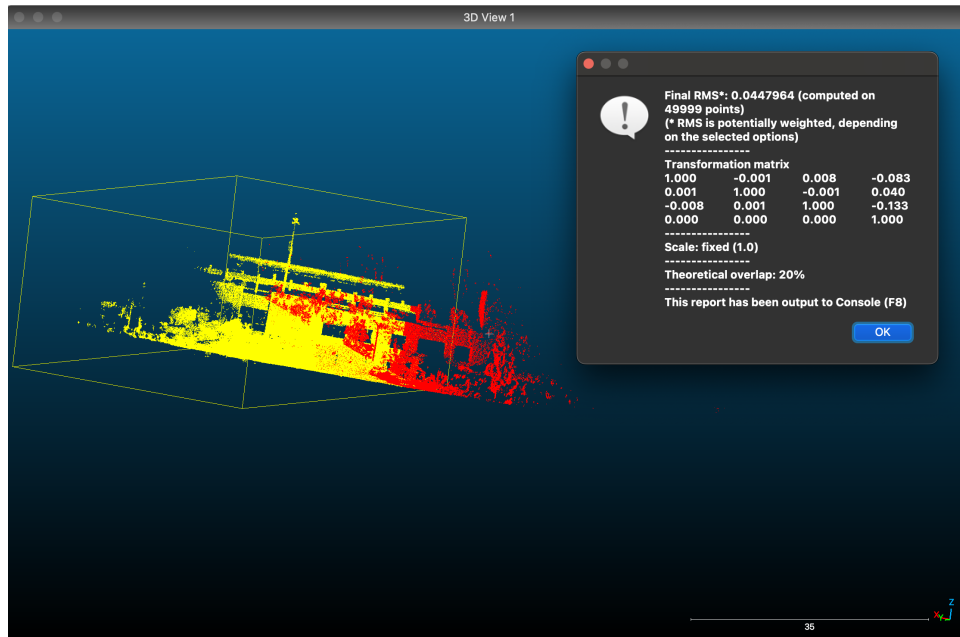 3D View 1
Final RMS*: 0.0447964 (computed on
49999 points)
(* RMS is potentially weighted, depending
on the selected options)
----------------
Transformation matrix
1.000 -0.001 0.008 -0.083
0.001 1.000 -0.001 0.040
-0.008 0.001 1.000 -0.133
0.000 0.000 0.000 1.000
----------------
Scale: fixed (1.0)
----------------
Theoretical overlap: 20%
----------------
This report has been output to Console (F8)
OK
Z
X
Y
35